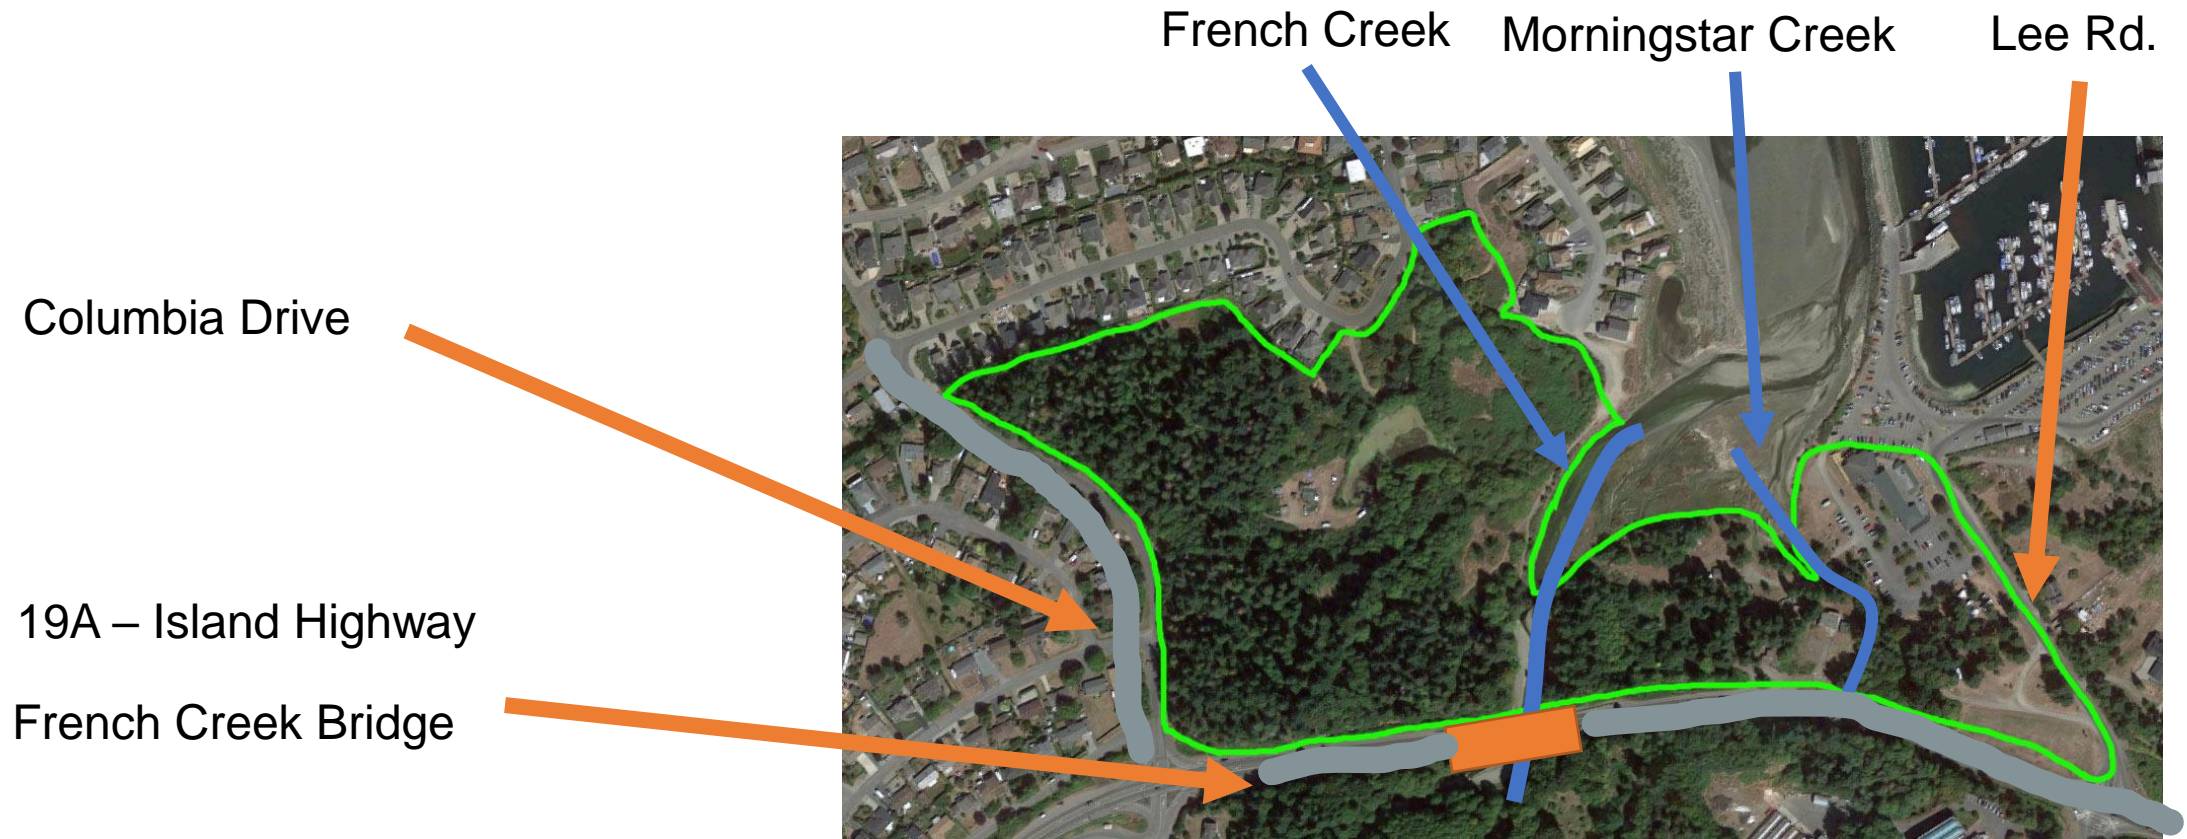 French Creek
Morningstar Creek
Lee Rd.
Columbia Drive
19A – Island Highway
French Creek Bridge